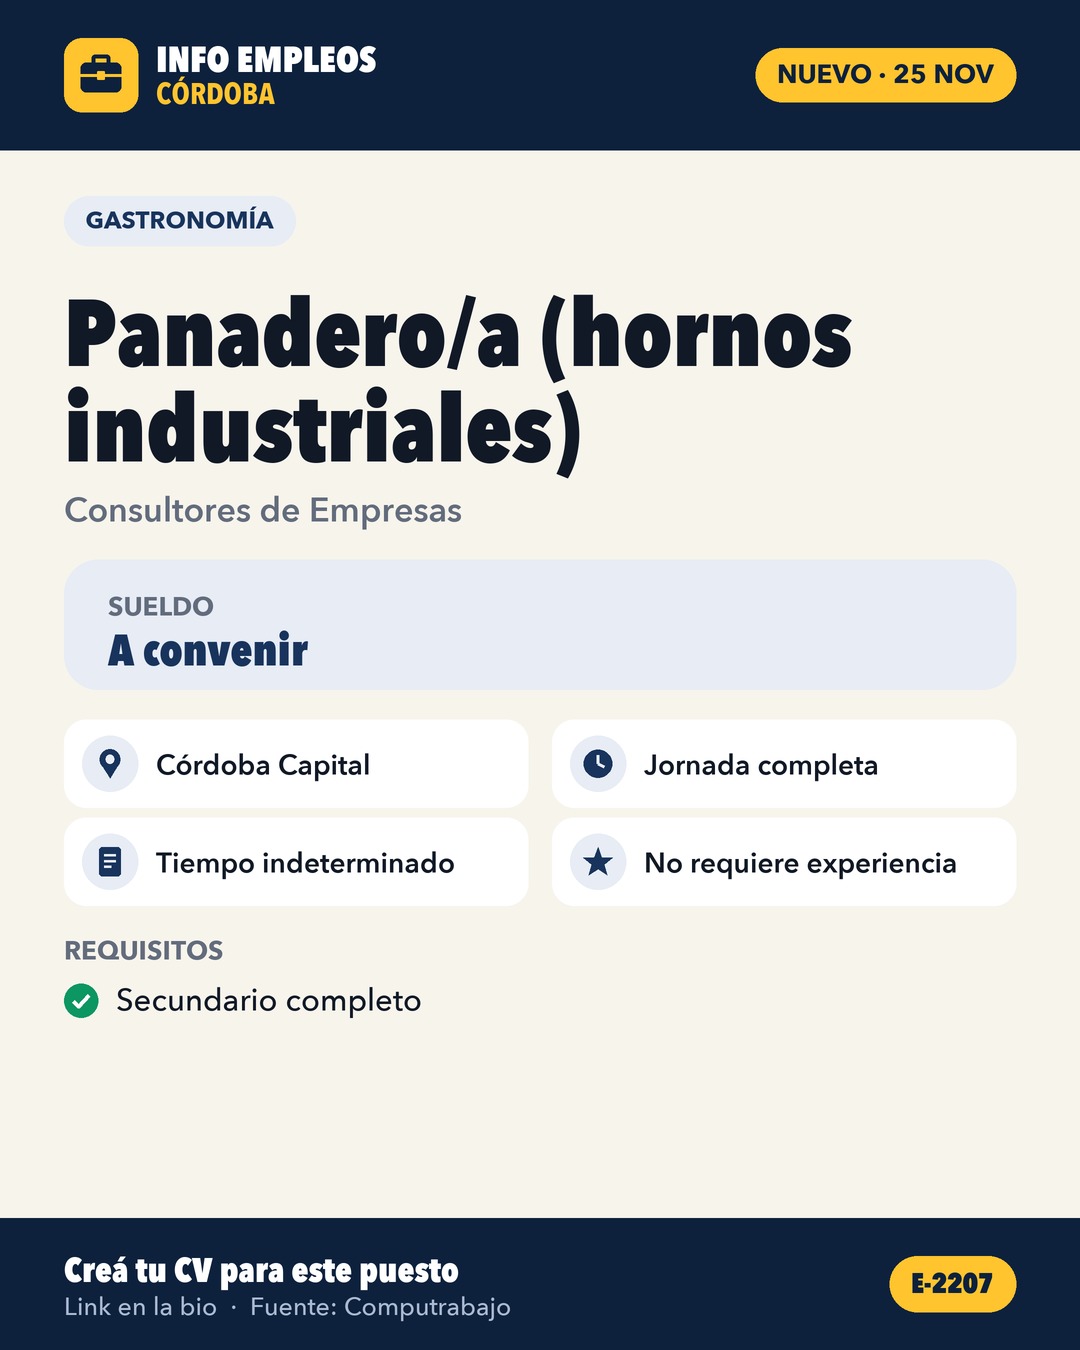 INFO EMPLEOS
CÓRDOBA
NUEVO · 25 NOV
GASTRONOMÍA
Panadero/a (hornos
industriales)
Consultores de Empresas
SUELDO
A convenir
Córdoba Capital
Jornada completa
Tiempo indeterminado
No requiere experiencia
REQUISITOS
Secundario completo
Creá tu CV para este puesto
Link en la bio · Fuente: Computrabajo
E-2207